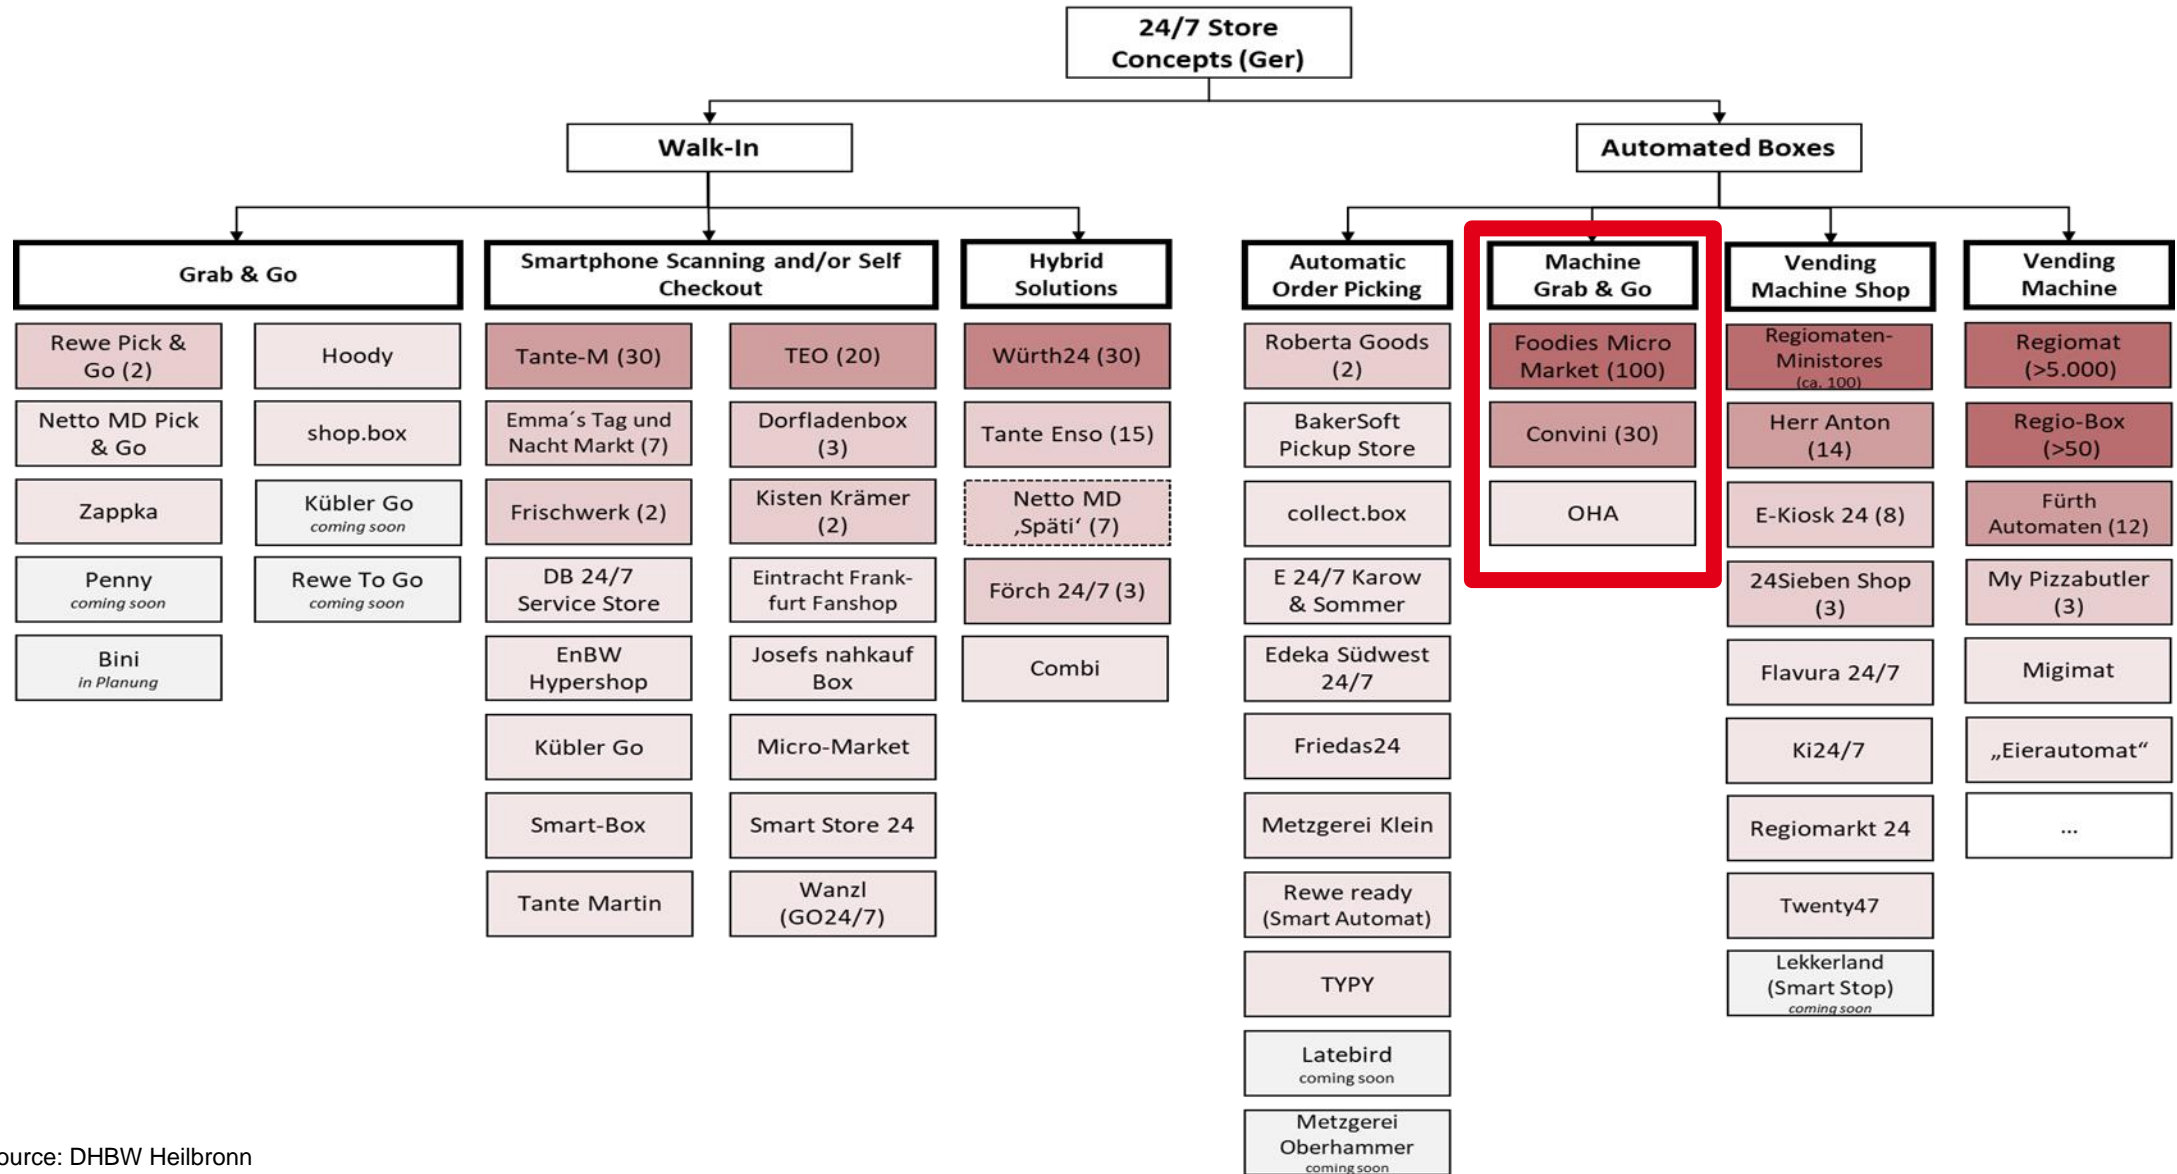 24/7 Store
Concepts (Ger)
Walk-In
Automated Boxes
Grab & Go
Smartphone Scanning and/or Self
Checkout
Hybrid
Solutions
Automatic
Order Picking
Machine
Grab & Go
Vending
Machine Shop
Vending
Machine
Rewe Pick &
Go (2)
Netto MD Pick
& Go
Zappka
Penny
coming soon
Bini
in Planung
Hoody
shop.box
Kübler Go
coming soon
Rewe To Go
coming soon
Tante-M (30)
Emma´s Tag und
Nacht Markt (7)
Frischwerk (2)
DB 24/7
Service Store
EnBW
Hypershop
Kübler Go
Smart-Box
Tante Martin
TEO (20)
Dorfladenbox
(3)
Kisten Krämer
(2)
Eintracht Frank-
furt Fanshop
Josefs nahkauf
Box
Micro-Market
Smart Store 24
Wanzl
(GO24/7)
Würth24 (30)
Tante Enso (15)
Netto MD
‚Späti‘ (7)
Förch 24/7 (3)
Combi
Roberta Goods
(2)
BakerSoft
Pickup Store
collect.box
E 24/7 Karow
& Sommer
Edeka Südwest
24/7
Friedas24
Metzgerei Klein
Rewe ready
(Smart Automat)
TYPY
Latebird
coming soon
Metzgerei
Oberhammer
coming soon
Foodies Micro
Market (100)
Convini (30)
OHA
Regiomaten-
Ministores
(ca. 100)
Herr Anton
(14)
E-Kiosk 24 (8)
24Sieben Shop
(3)
Flavura 24/7
Ki24/7
Regiomarkt 24
Twenty47
Lekkerland
(Smart Stop)
coming soon
Regiomat
(>5.000)
Regio-Box
(>50)
Fürth
Automaten (12)
My Pizzabutler
(3)
Migimat
„Eierautomat“
...
ource: DHBW Heilbronn